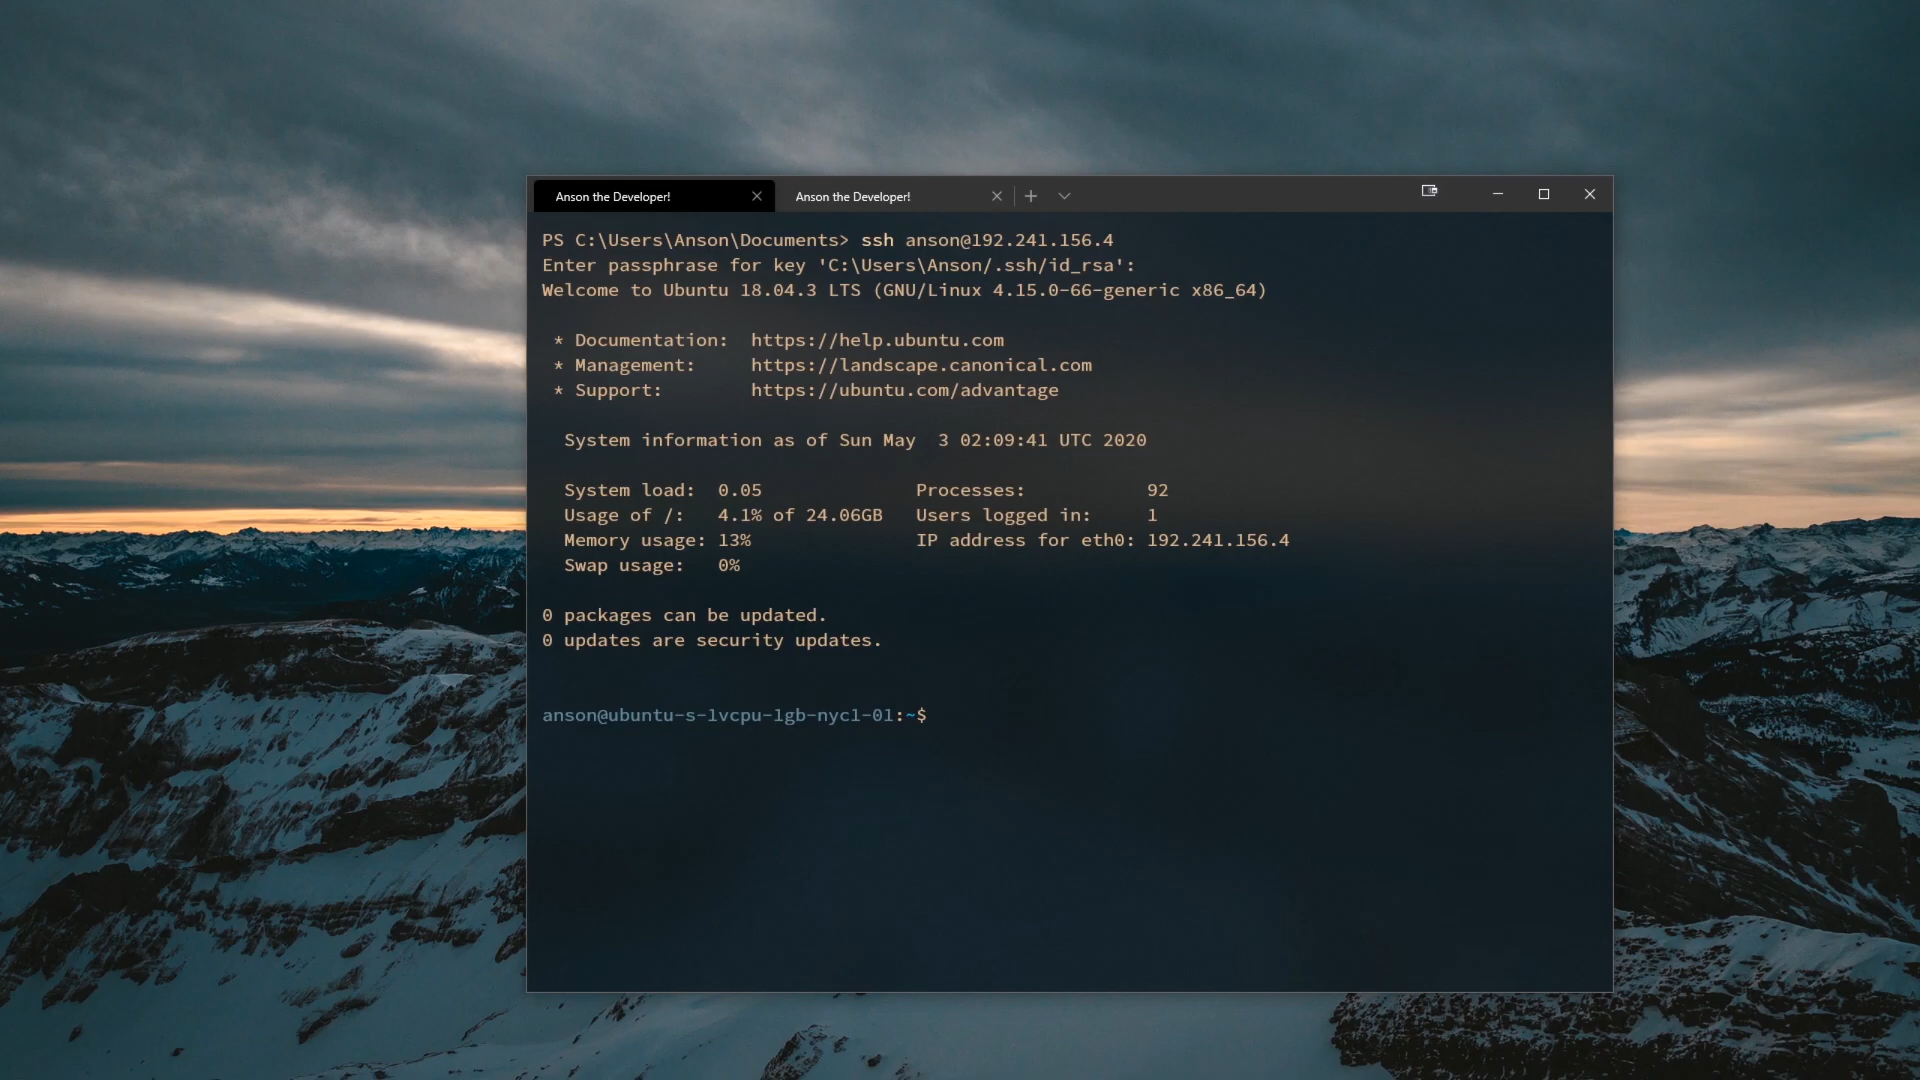 Anson the Developer! Anson the Developer!
PS C:\Users\Anson\Documents> ssh anson@192.241.156.4
Enter passphrase for key 'C:\Users\Anson/.ssh/id_rsa':
Welcome to Ubuntu 18.04.3 LTS (GNU/Linux 4.15.0-66-generic x86_64)
* Documentation:  https://help.ubuntu.com
* Management:     https://landscape.canonical.com
* Support:        https://ubuntu.com/advantage
System information as of Sun May  3 02:09:41 UTC 2020
System load:  0.05              Processes:           92
Usage of /:   4.1% of 24.06GB   Users logged in:     1
Memory usage: 13%               IP address for eth0: 192.241.156.4
Swap usage:   0%
0 packages can be updated.
0 updates are security updates.
anson@ubuntu-s-1vcpu-1gb-nyc1-01:~$